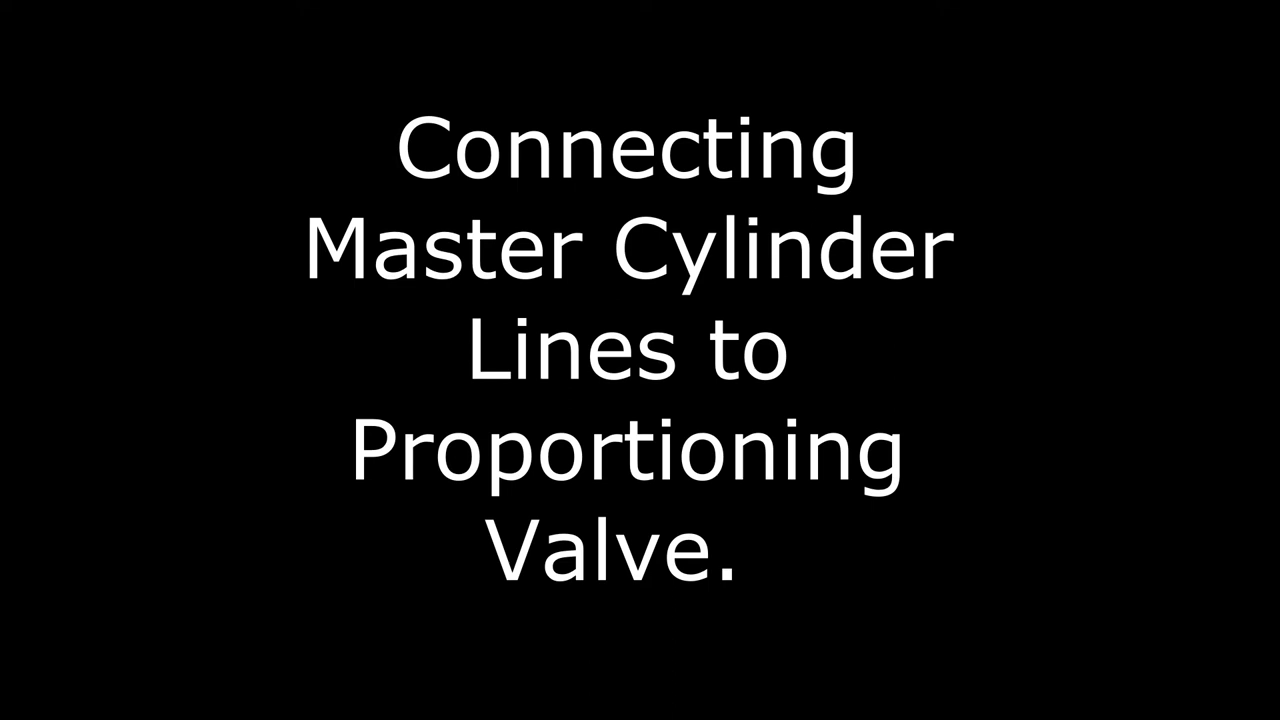 Connecting
Master Cylinder
Lines to
Proportioning
Valve.